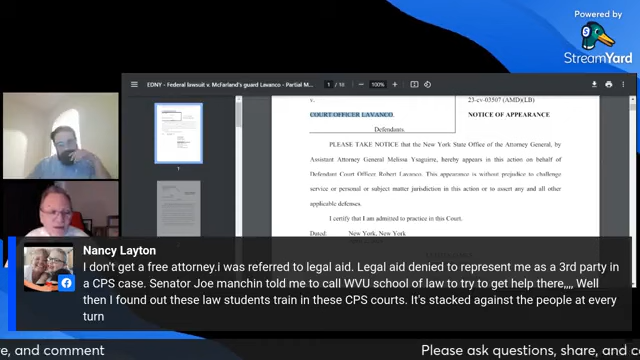 Powered by
StreamYard
EDNY - Federal lawsuit v. McFarland's guard Lavanco - Partial M...
1 / 18
100%
1
v.
23-cv-03507 (AMD)(LB)
COURT OFFICER LAVANCO,
NOTICE OF APPEARANCE
Defendants.
PLEASE TAKE NOTICE that the New York State Office of the Attorney General, by
Assistant Attorney General Melissa Ysaguirre, hereby appears in this action on behalf of
Defendant Court Officer Robert Lavanco. This appearance is without prejudice to challenge
service or personal or subject matter jurisdiction in this action or to assert any and all other
applicable defenses.
I certify that I am admitted to practice in this Court.
Dated: New York, New York
Nancy Layton
I don't get a free attorney.i was referred to legal aid. Legal aid denied to represent me as a 3rd party in
a CPS case. Senator Joe manchin told me to call WVU school of law to try to get help there,,,, Well
then I found out these law students train in these CPS courts. It's stacked against the people at every
turn
re, and comment
Please ask questions, share, and co